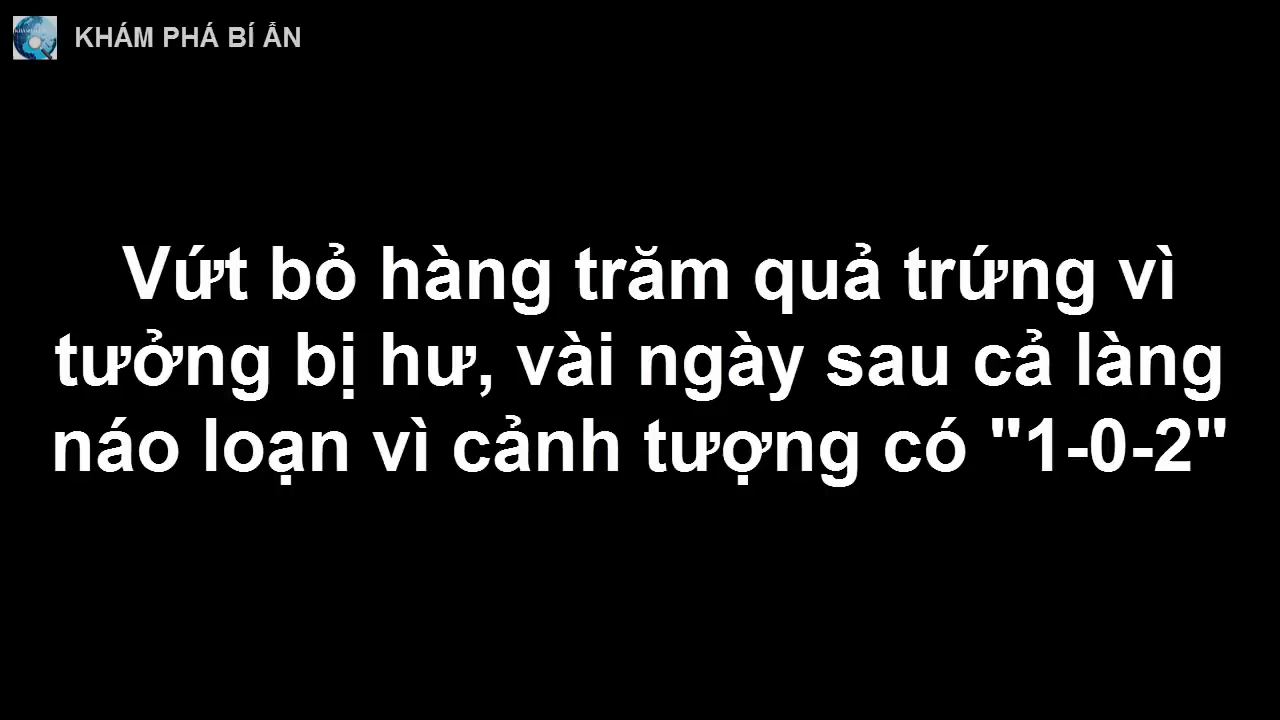 KHÁM PHÁ BÍ ẨN
Vứt bỏ hàng trăm quả trứng vì
tưởng bị hư, vài ngày sau cả làng
náo loạn vì cảnh tượng có "1-0-2"